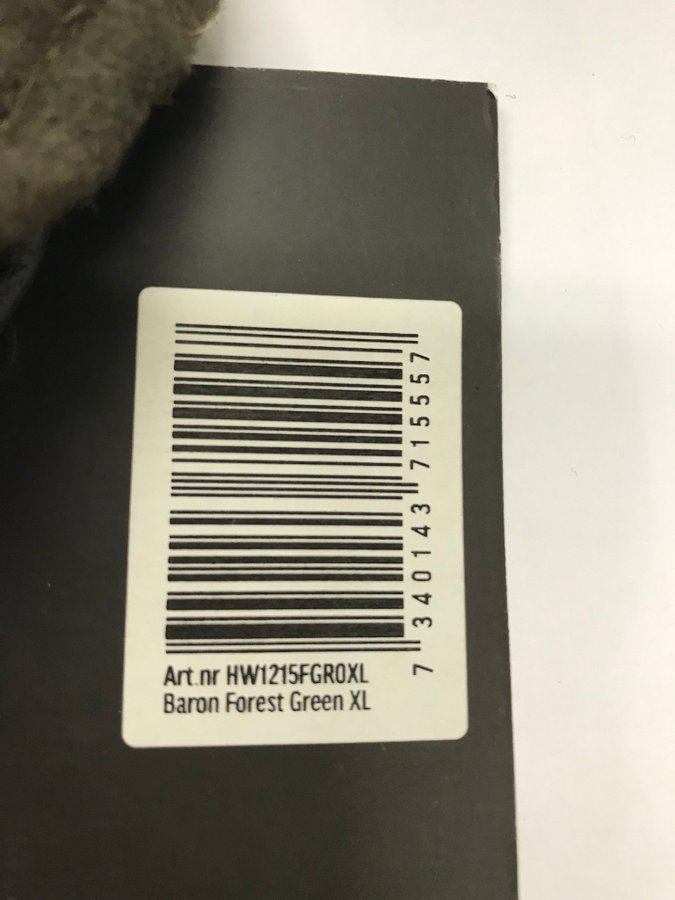 7 340143 715557
Art.nr HW1215FGR0XL
Baron Forest Green XL